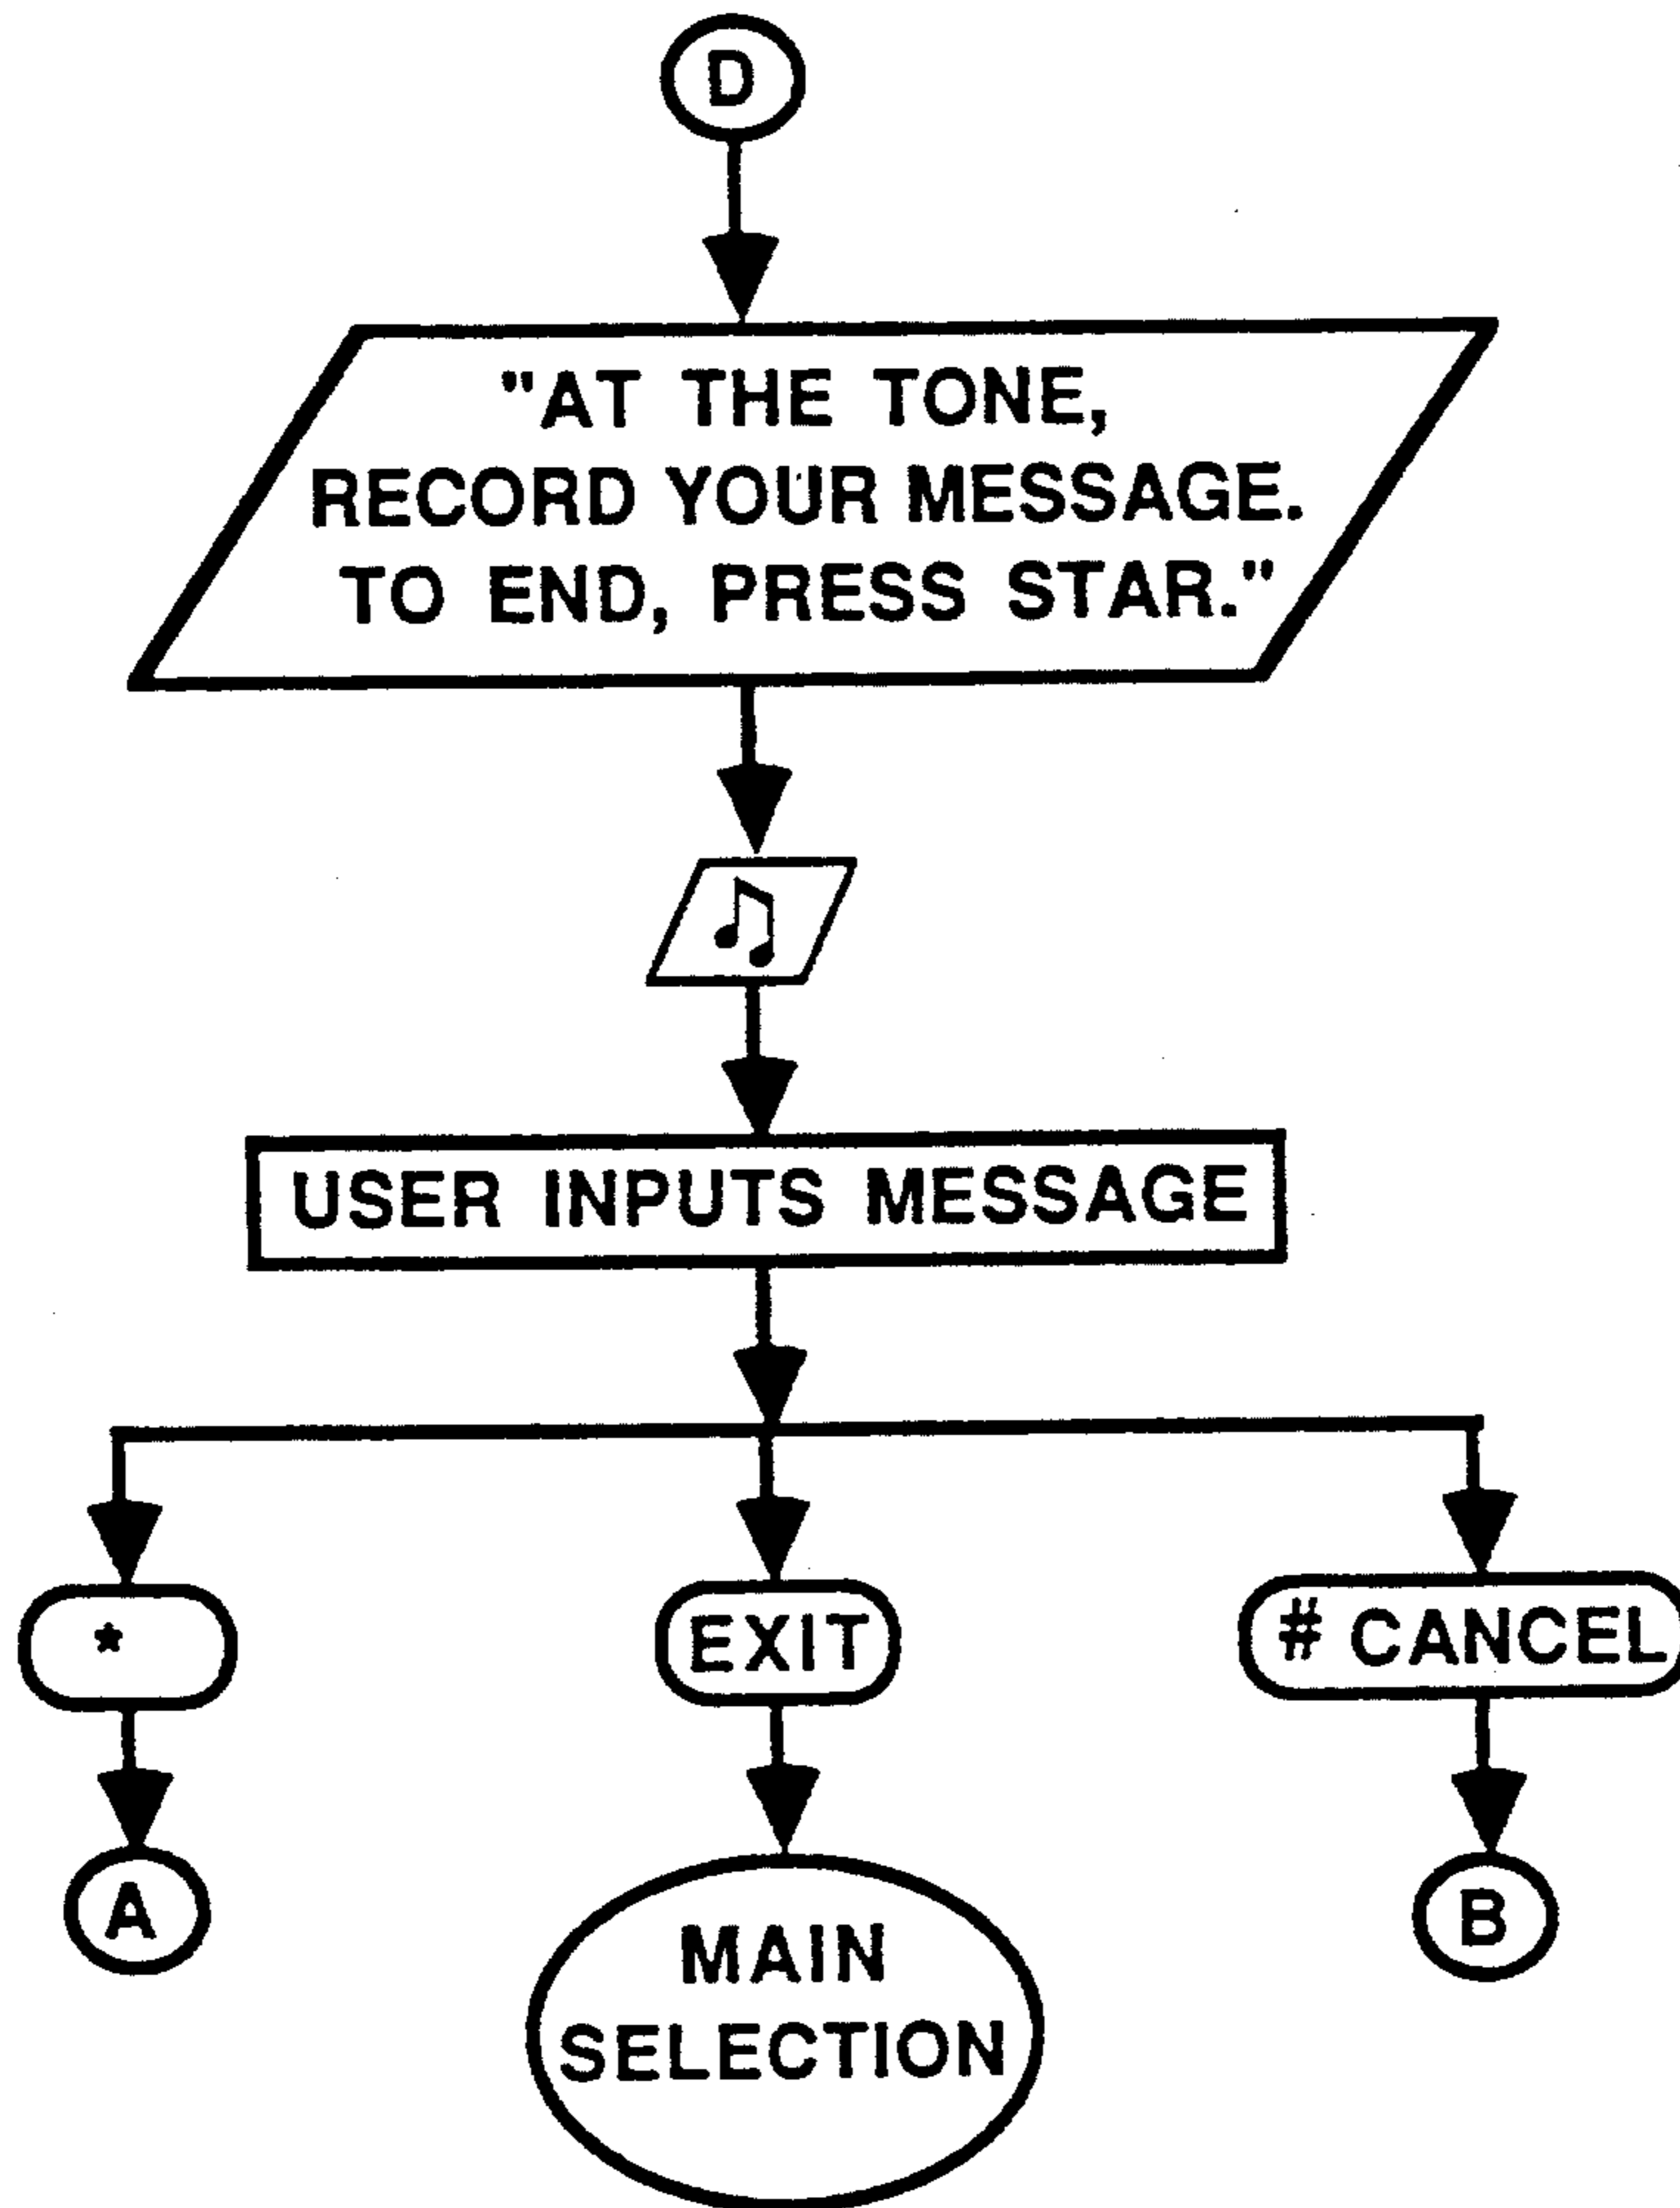 D
"AT THE TONE,
RECORD YOUR MESSAGE.
TO END, PRESS STAR."
USER INPUTS MESSAGE
*
EXIT
# CANCEL
A
MAIN
SELECTION
B